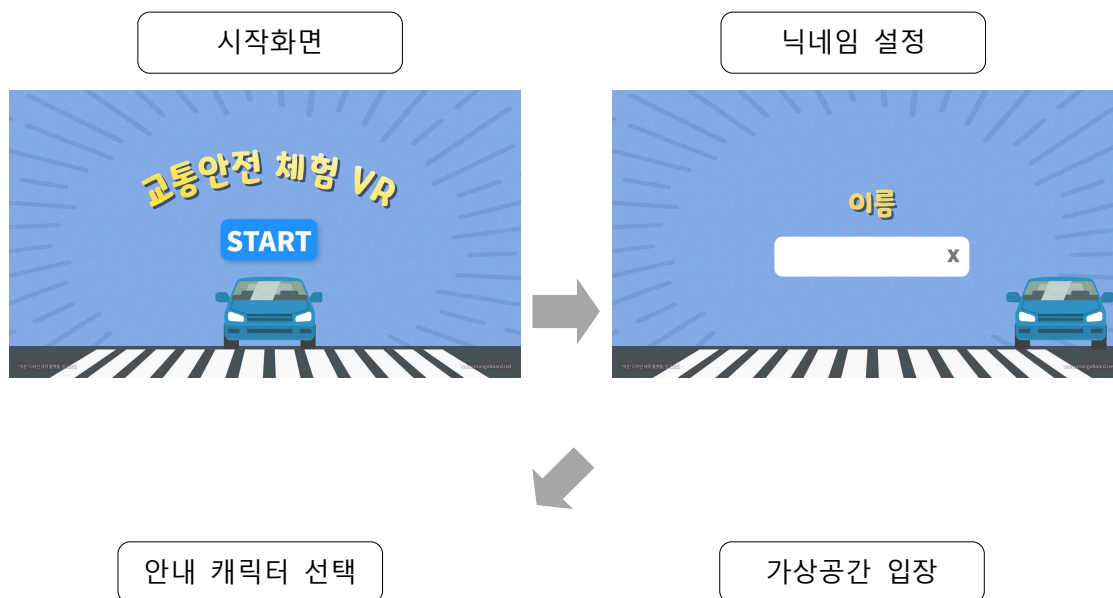 시작화면
닉네임 설정
교통안전 체험 VR
START
이름
X
안내 캐릭터 선택
가상공간 입장